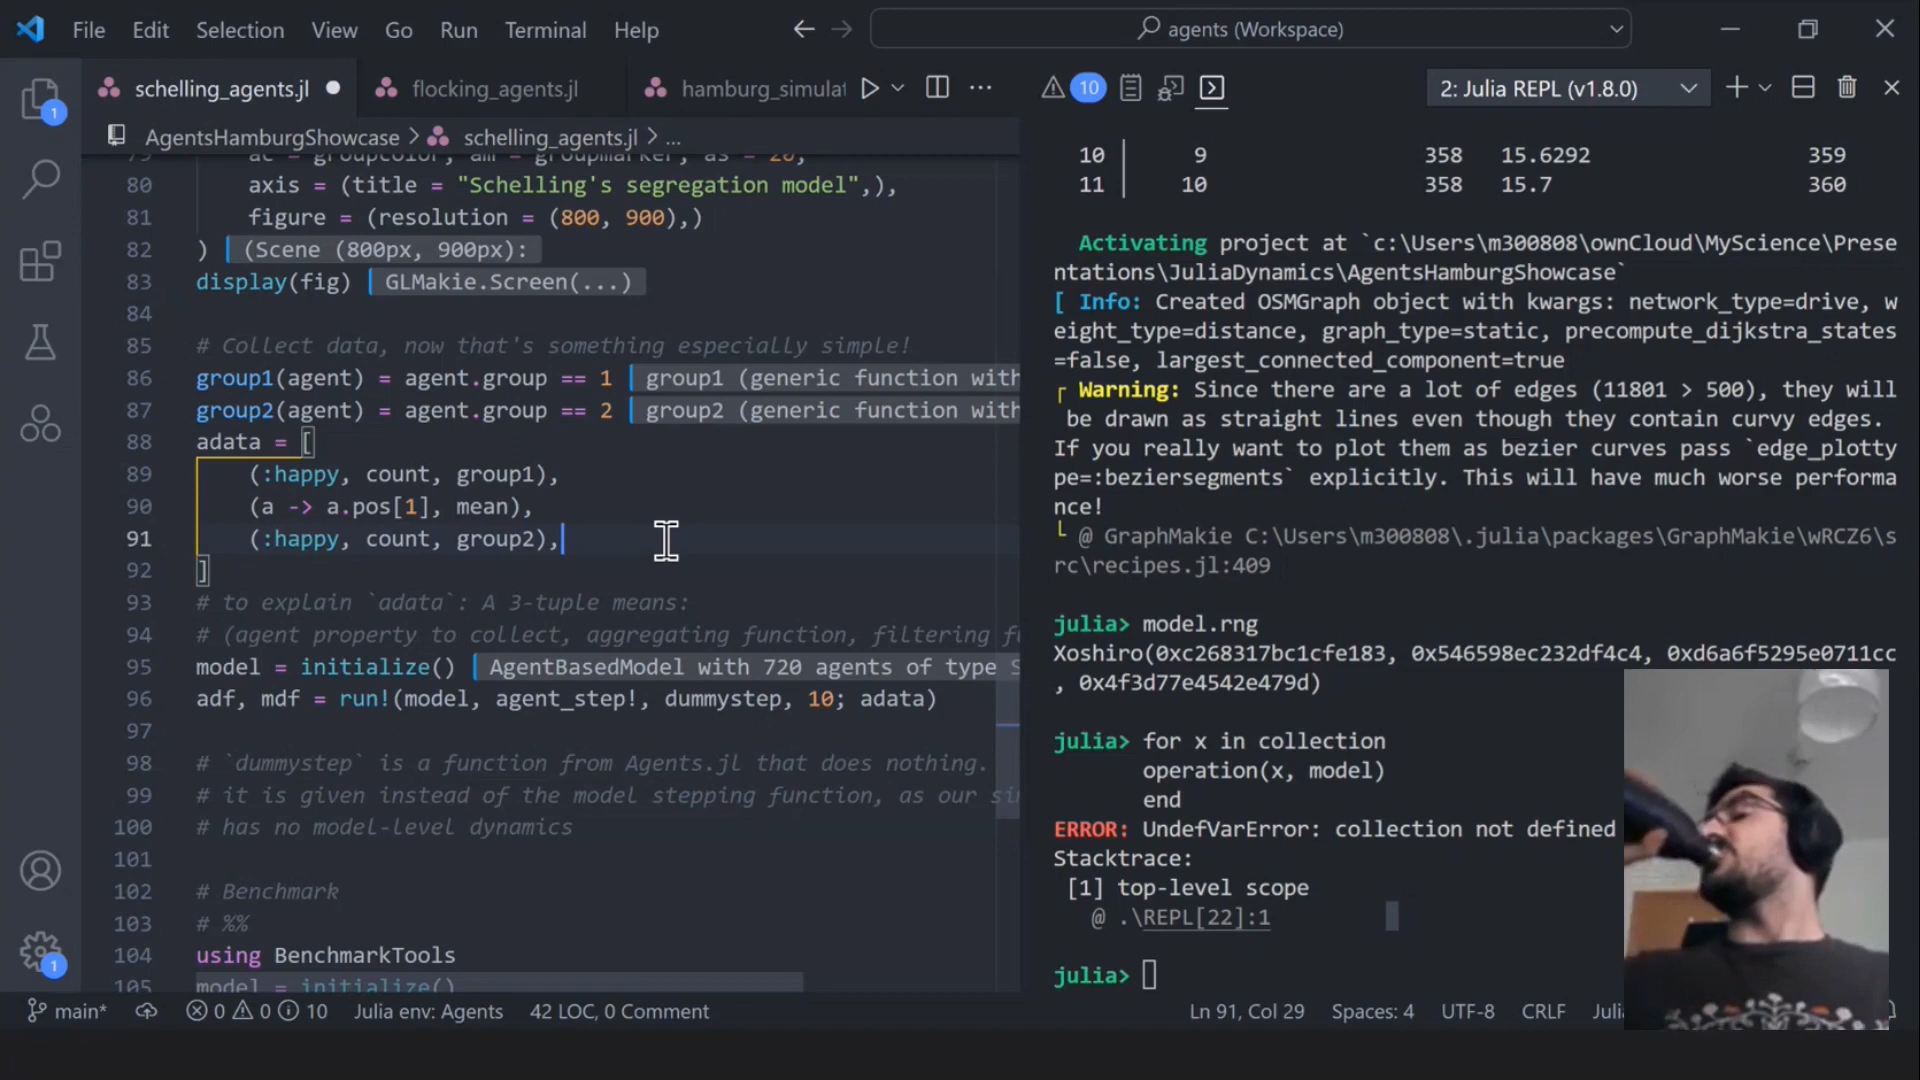 File Edit Selection View Go Run Terminal Help
agents (Workspace)
schelling_agents.jl
flocking_agents.jl
hamburg_simulat
10
2: Julia REPL (v1.8.0)
AgentsHamburgShowcase > schelling_agents.jl > ...
80 axis = (title = "Schelling's segregation model",),
81 figure = (resolution = (800, 900),)
82 ) (Scene (800px, 900px):
83 display(fig) GLMakie.Screen(...)
84
85 # Collect data, now that's something especially simple!
86 group1(agent) = agent.group == 1 group1 (generic function with
87 group2(agent) = agent.group == 2 group2 (generic function with
88 adata = [
89 (:happy, count, group1),
90 (a -> a.pos[1], mean),
91 (:happy, count, group2),
92 ]
93 # to explain `adata`: A 3-tuple means:
94 # (agent property to collect, aggregating function, filtering f
95 model = initialize() AgentBasedModel with 720 agents of type S
96 adf, mdf = run!(model, agent_step!, dummystep, 10; adata)
97
98 # `dummystep` is a function from Agents.jl that does nothing.
99 # it is given instead of the model stepping function, as our si
100 # has no model-level dynamics
101
102 # Benchmark
103 # %%
104 using BenchmarkTools
105 model = initialize()
10 9 358 15.6292 359
11 10 358 15.7 360
Activating project at `c:\Users\m300808\ownCloud\MyScience\Prese
ntations\JuliaDynamics\AgentsHamburgShowcase`
[ Info: Created OSMGraph object with kwargs: network_type=drive, w
eight_type=distance, graph_type=static, precompute_dijkstra_states
=false, largest_connected_component=true
┌ Warning: Since there are a lot of edges (11801 > 500), they will
be drawn as straight lines even though they contain curvy edges.
If you really want to plot them as bezier curves pass `edge_plotty
pe=:beziersegments` explicitly. This will have much worse performa
nce!
└ @ GraphMakie C:\Users\m300808\.julia\packages\GraphMakie\wRCZ6\s
rc\recipes.jl:409
julia> model.rng
Xoshiro(0xc268317bc1cfe183, 0x546598ec232df4c4, 0xd6a6f5295e0711cc
, 0x4f3d77e4542e479d)
julia> for x in collection
operation(x, model)
end
ERROR: UndefVarError: collection not defined
Stacktrace:
[1] top-level scope
@ .\REPL[22]:1
julia>
1
1
main* 0 0 10 Julia env: Agents 42 LOC, 0 Comment
Ln 91, Col 29 Spaces: 4 UTF-8 CRLF Juli